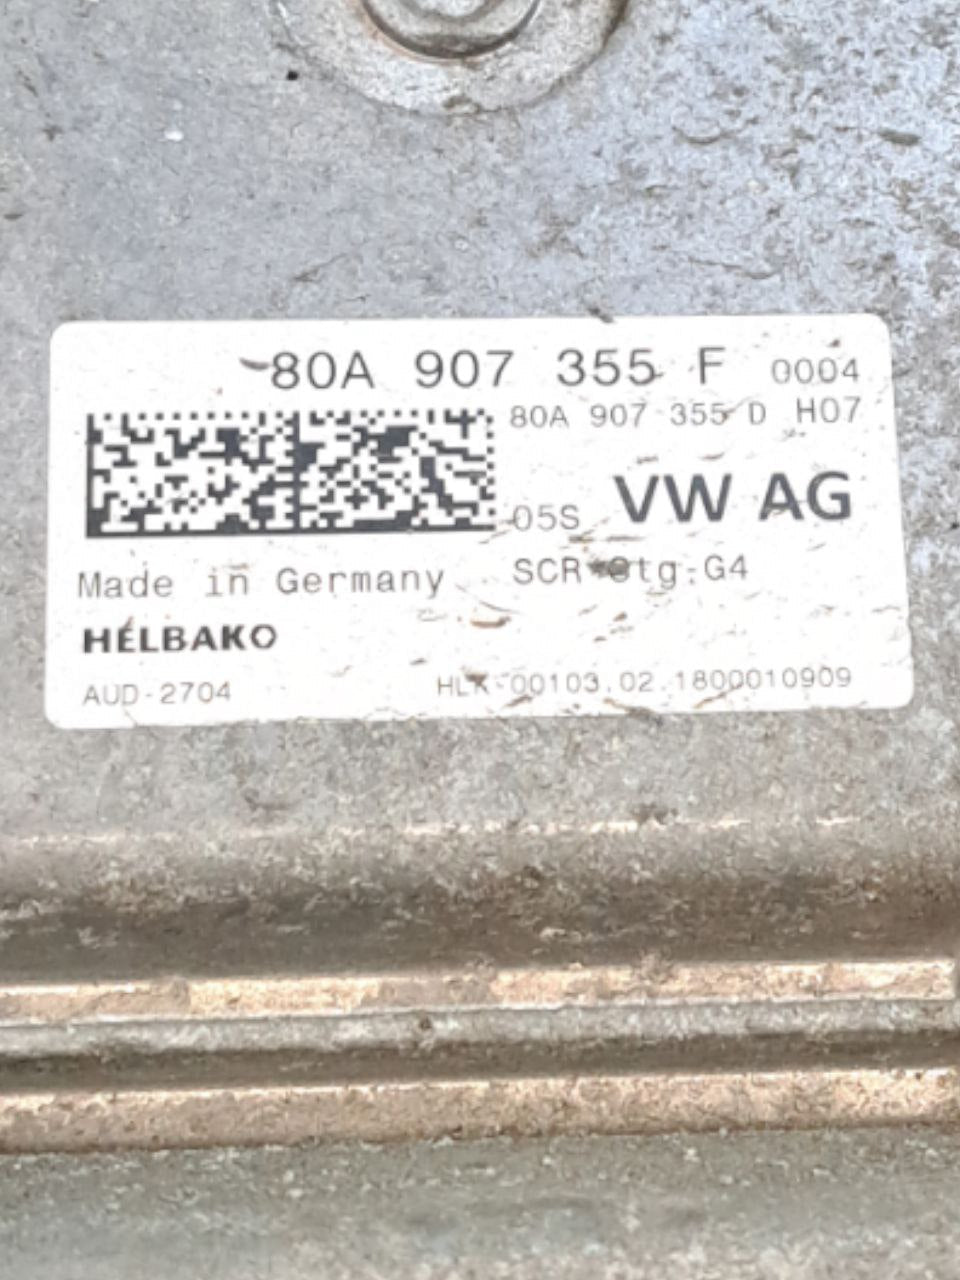 80A 907 355 F 0004
80A 907 355 D H07
05S VW AG
Made in Germany SCR-Stg.G4
HELBAKO
AUD-2704 HLK-00103.02.1800010909